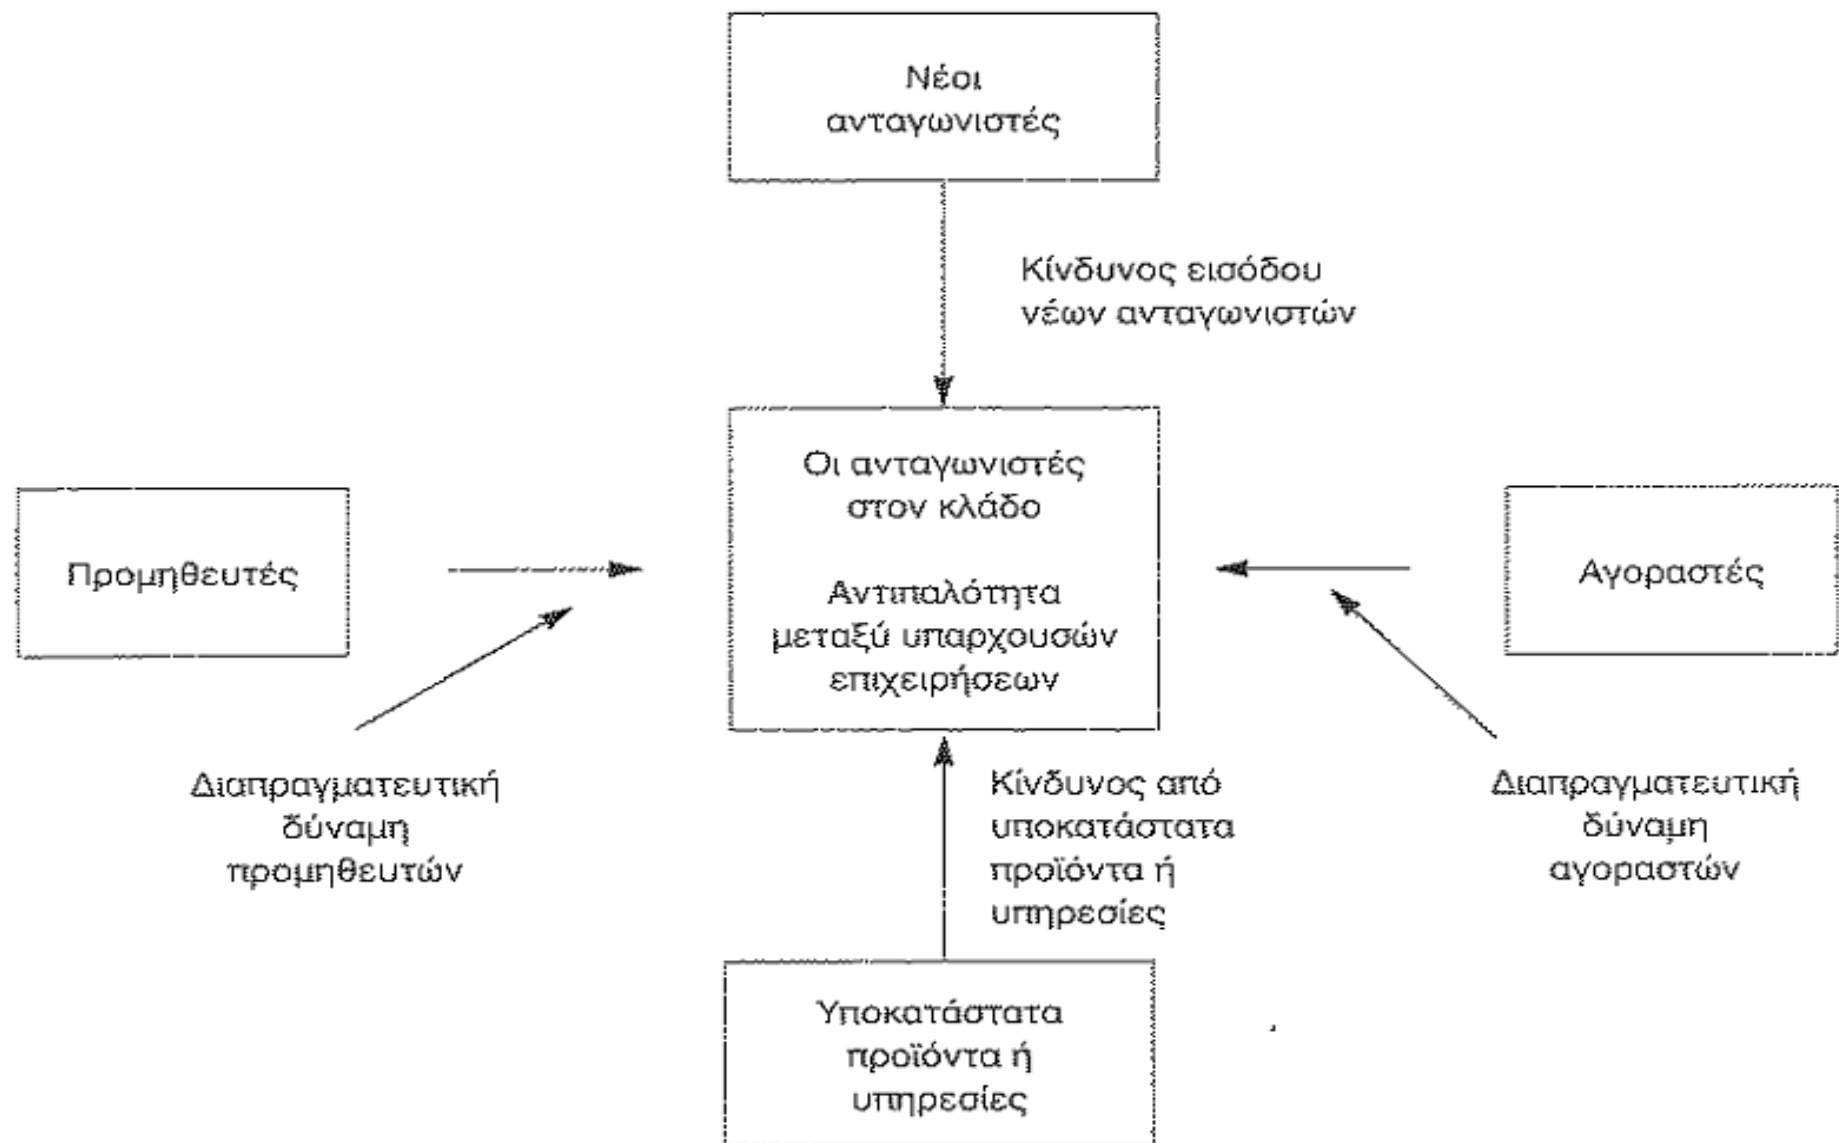 Νέοι
ανταγωνιστές
Κίνδυνος εισόδου
νέων ανταγωνιστών
Οι ανταγωνιστές
στον κλάδο
Αντιπαλότητα
μεταξύ υπαρχουσών
επιχειρήσεων
Προμηθευτές
Αγοραστές
Διαπραγματευτική
δύναμη
προμηθευτών
Κίνδυνος από
υποκατάστατα
προϊόντα ή
υπηρεσίες
Διαπραγματευτική
δύναμη
αγοραστών
Υποκατάστατα
προϊόντα ή
υπηρεσίες